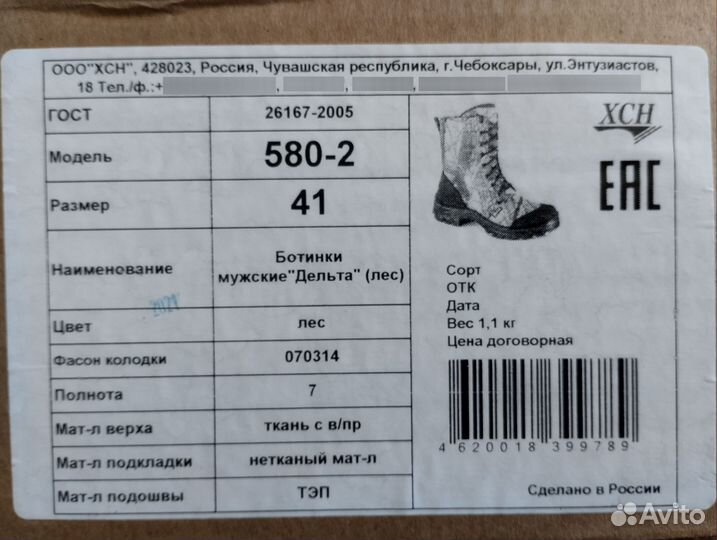 ООО"ХСН", 428023, Россия, Чувашская республика, г.Чебоксары, ул.Энтузиастов,
18 Тел./ф.:+
ГОСТ 26167-2005
Модель 580-2
Размер 41
Наименование Ботинки мужские"Дельта" (лес)
2021
Цвет лес
Фасон колодки 070314
Полнота 7
Мат-л верха ткань с в/пр
Мат-л подкладки нетканый мат-л
Мат-л подошвы ТЭП
ХСН
EAC
Сорт
ОТК
Дата
Вес 1,1 кг
Цена договорная
4 620018 399789
Сделано в России
Avito